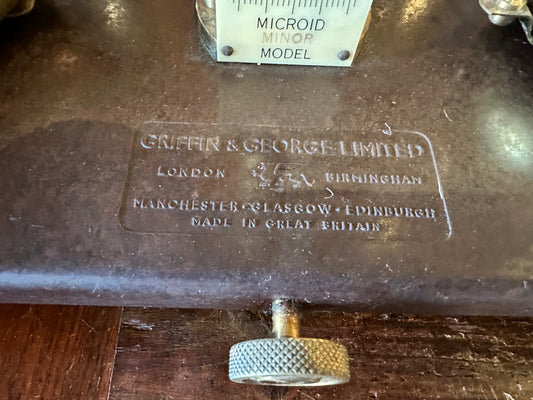 MICROID
MINOR
MODEL
GRIFFIN & GEORGE LIMITED
LONDON BIRMINGHAM
MANCHESTER · GLASGOW · EDINBURGH
MADE IN GREAT BRITAIN